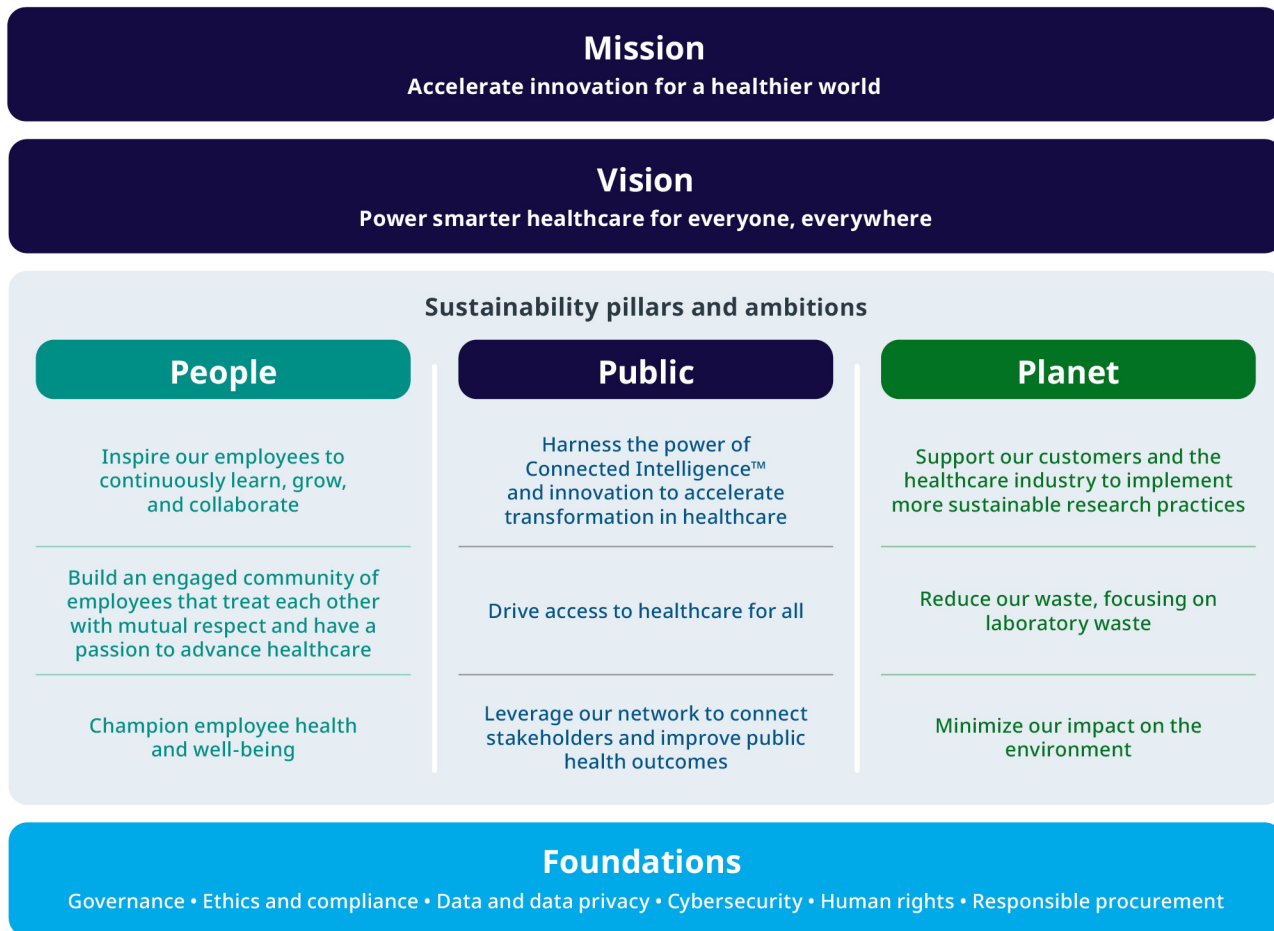 Mission
Accelerate innovation for a healthier world
Vision
Power smarter healthcare for everyone, everywhere
Sustainability pillars and ambitions
People
Inspire our employees to
continuously learn, grow,
and collaborate
Build an engaged community of
employees that treat each other
with mutual respect and have a
passion to advance healthcare
Champion employee health
and well-being
Public
Harness the power of
Connected Intelligence™
and innovation to accelerate
transformation in healthcare
Drive access to healthcare for all
Leverage our network to connect
stakeholders and improve public
health outcomes
Planet
Support our customers and the
healthcare industry to implement
more sustainable research practices
Reduce our waste, focusing on
laboratory waste
Minimize our impact on the
environment
Foundations
Governance • Ethics and compliance • Data and data privacy • Cybersecurity • Human rights • Responsible procurement